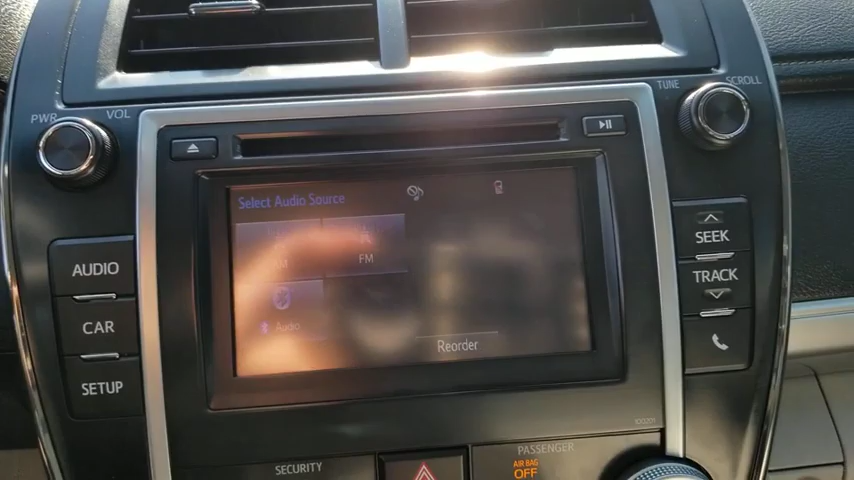 PWR
VOL
TUNE
SCROLL
Select Audio Source
AUDIO
SEEK
FM
TRACK
CAR
Audio
Reorder
SETUP
100201
SECURITY
PASSENGER
AIR BAG
OFF